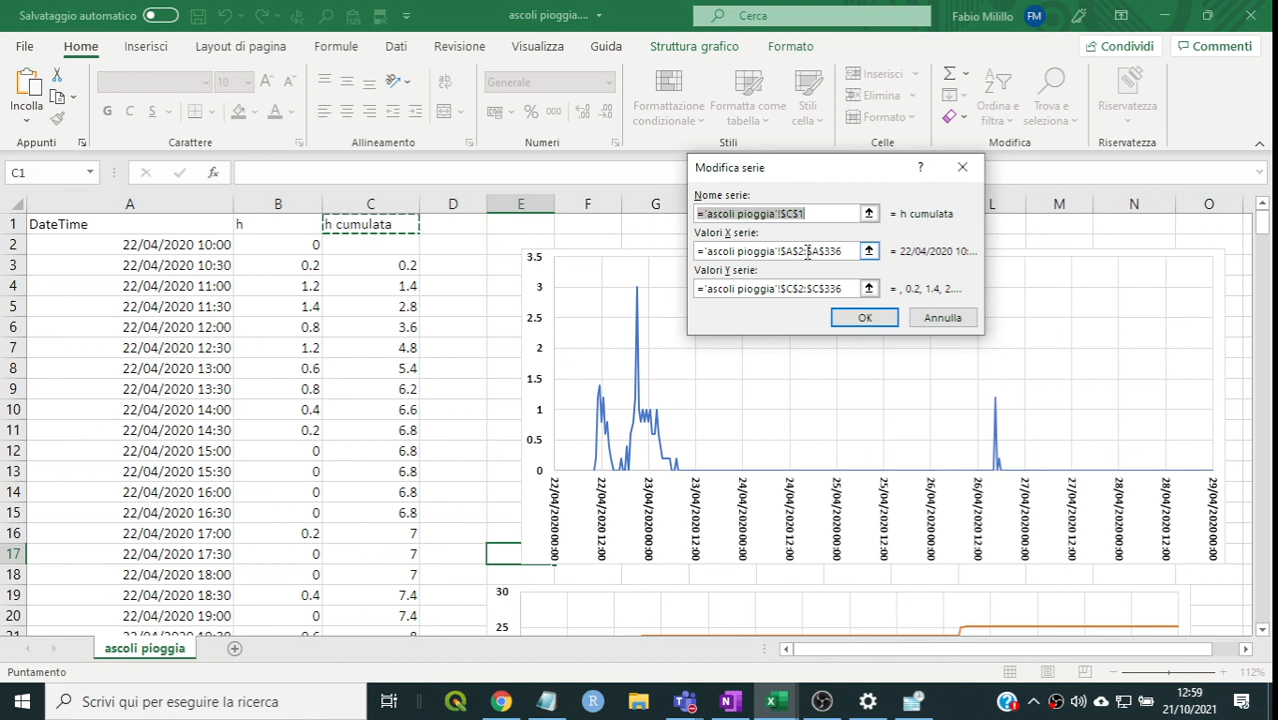 Salvataggio automatico
ascoli pioggia....
Cerca
Fabio Milillo
FM
File
Home
Inserisci
Layout di pagina
Formule
Dati
Revisione
Visualizza
Guida
Struttura grafico
Formato
Condividi
Commenti
Incolla
10
G C S
Generale
% 000
Formattazione condizionale
Formatta come tabella
Stili cella
Inserisci
Elimina
Formato
Ordina e filtra
Trova e seleziona
Riservatezza
Appunti
Carattere
Allineamento
Numeri
Stili
Celle
Modifica
Riservatezza
C1
fx
A B C D E F G L M N O
1 DateTime h h cumulata
2 22/04/2020 10:00 0
3 22/04/2020 10:30 0.2 0.2
4 22/04/2020 11:00 1.2 1.4
5 22/04/2020 11:30 1.4 2.8
6 22/04/2020 12:00 0.8 3.6
7 22/04/2020 12:30 1.2 4.8
8 22/04/2020 13:00 0.6 5.4
9 22/04/2020 13:30 0.8 6.2
10 22/04/2020 14:00 0.4 6.6
11 22/04/2020 14:30 0.2 6.8
12 22/04/2020 15:00 0 6.8
13 22/04/2020 15:30 0 6.8
14 22/04/2020 16:00 0 6.8
15 22/04/2020 16:30 0 6.8
16 22/04/2020 17:00 0.2 7
17 22/04/2020 17:30 0 7
18 22/04/2020 18:00 0 7
19 22/04/2020 18:30 0.4 7.4
20 22/04/2020 19:00 0 7.4
Modifica serie
?
Nome serie:
='ascoli pioggia'!$C$1
= h cumulata
Valori X serie:
='ascoli pioggia'!$A$2:$A$336
= 22/04/2020 10:...
Valori Y serie:
='ascoli pioggia'!$C$2:$C$336
= , 0.2, 1.4, 2....
OK
Annulla
3.5
3
2.5
2
1.5
1
0.5
0
22/04/2020 00:00
22/04/2020 12:00
23/04/2020 00:00
23/04/2020 12:00
24/04/2020 00:00
24/04/2020 12:00
25/04/2020 00:00
25/04/2020 12:00
26/04/2020 00:00
26/04/2020 12:00
27/04/2020 00:00
27/04/2020 12:00
28/04/2020 00:00
28/04/2020 12:00
29/04/2020 00:00
30
25
ascoli pioggia
Puntamento
112%
Scrivi qui per eseguire la ricerca
12:59
21/10/2021